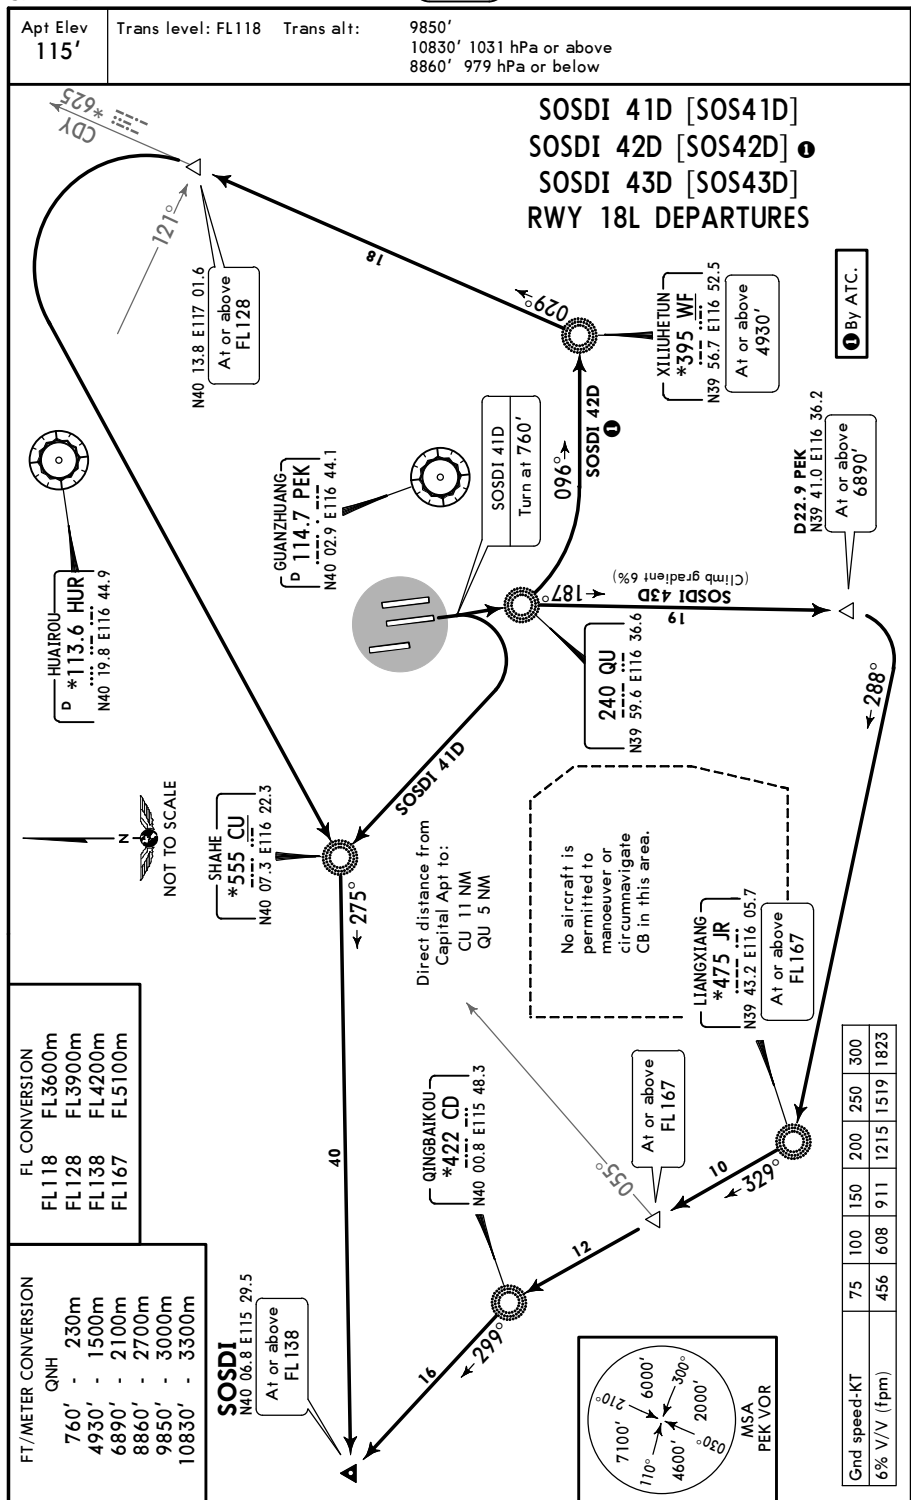 Apt Elev
115'
Trans level: FL118 Trans alt: 9850'
10830' 1031 hPa or above
8860' 979 hPa or below
SOSDI 41D [SOS41D]
SOSDI 42D [SOS42D] 1
SOSDI 43D [SOS43D]
RWY 18L DEPARTURES
CDY
*625
121°
N40 13.8 E117 01.6
At or above
FL128
18
029°
XILIUHETUN
*395 WF
N39 56.7 E116 52.5
At or above
4930'
1 By ATC.
HUAIROU
D *113.6 HUR
N40 19.8 E116 44.9
GUANZHUANG
D 114.7 PEK
N40 02.9 E116 44.1
SOSDI 41D
Turn at 760'
096°
SOSDI 42D
1
D22.9 PEK
N39 41.0 E116 36.2
At or above
6890'
187°
SOSDI 43D
(Climb gradient 6%)
19
240 QU
N39 59.6 E116 36.6
288°
SOSDI 41D
N
NOT TO SCALE
SHAHE
*555 CU
N40 07.3 E116 22.3
275°
Direct distance from
Capital Apt to:
CU 11 NM
QU 5 NM
No aircraft is
permitted to
manoeuver or
circumnavigate
CB in this area.
LIANGXIANG
*475 JR
N39 43.2 E116 05.7
At or above
FL167
FL CONVERSION
FL118 FL3600m
FL128 FL3900m
FL138 FL4200m
FL167 FL5100m
40
QINGBAIKOU
*422 CD
N40 00.8 E115 48.3
055°
At or above
FL167
10
329°
12
299°
16
FT/METER CONVERSION
QNH
760' - 230m
4930' - 1500m
6890' - 2100m
8860' - 2700m
9850' - 3000m
10830' - 3300m
SOSDI
N40 06.8 E115 29.5
At or above
FL138
210°
6000'
300°
7100'
2000'
110°
4600'
030°
MSA
PEK VOR
Gnd speed-KT 75 100 150 200 250 300
6% V/V (fpm) 456 608 911 1215 1519 1823